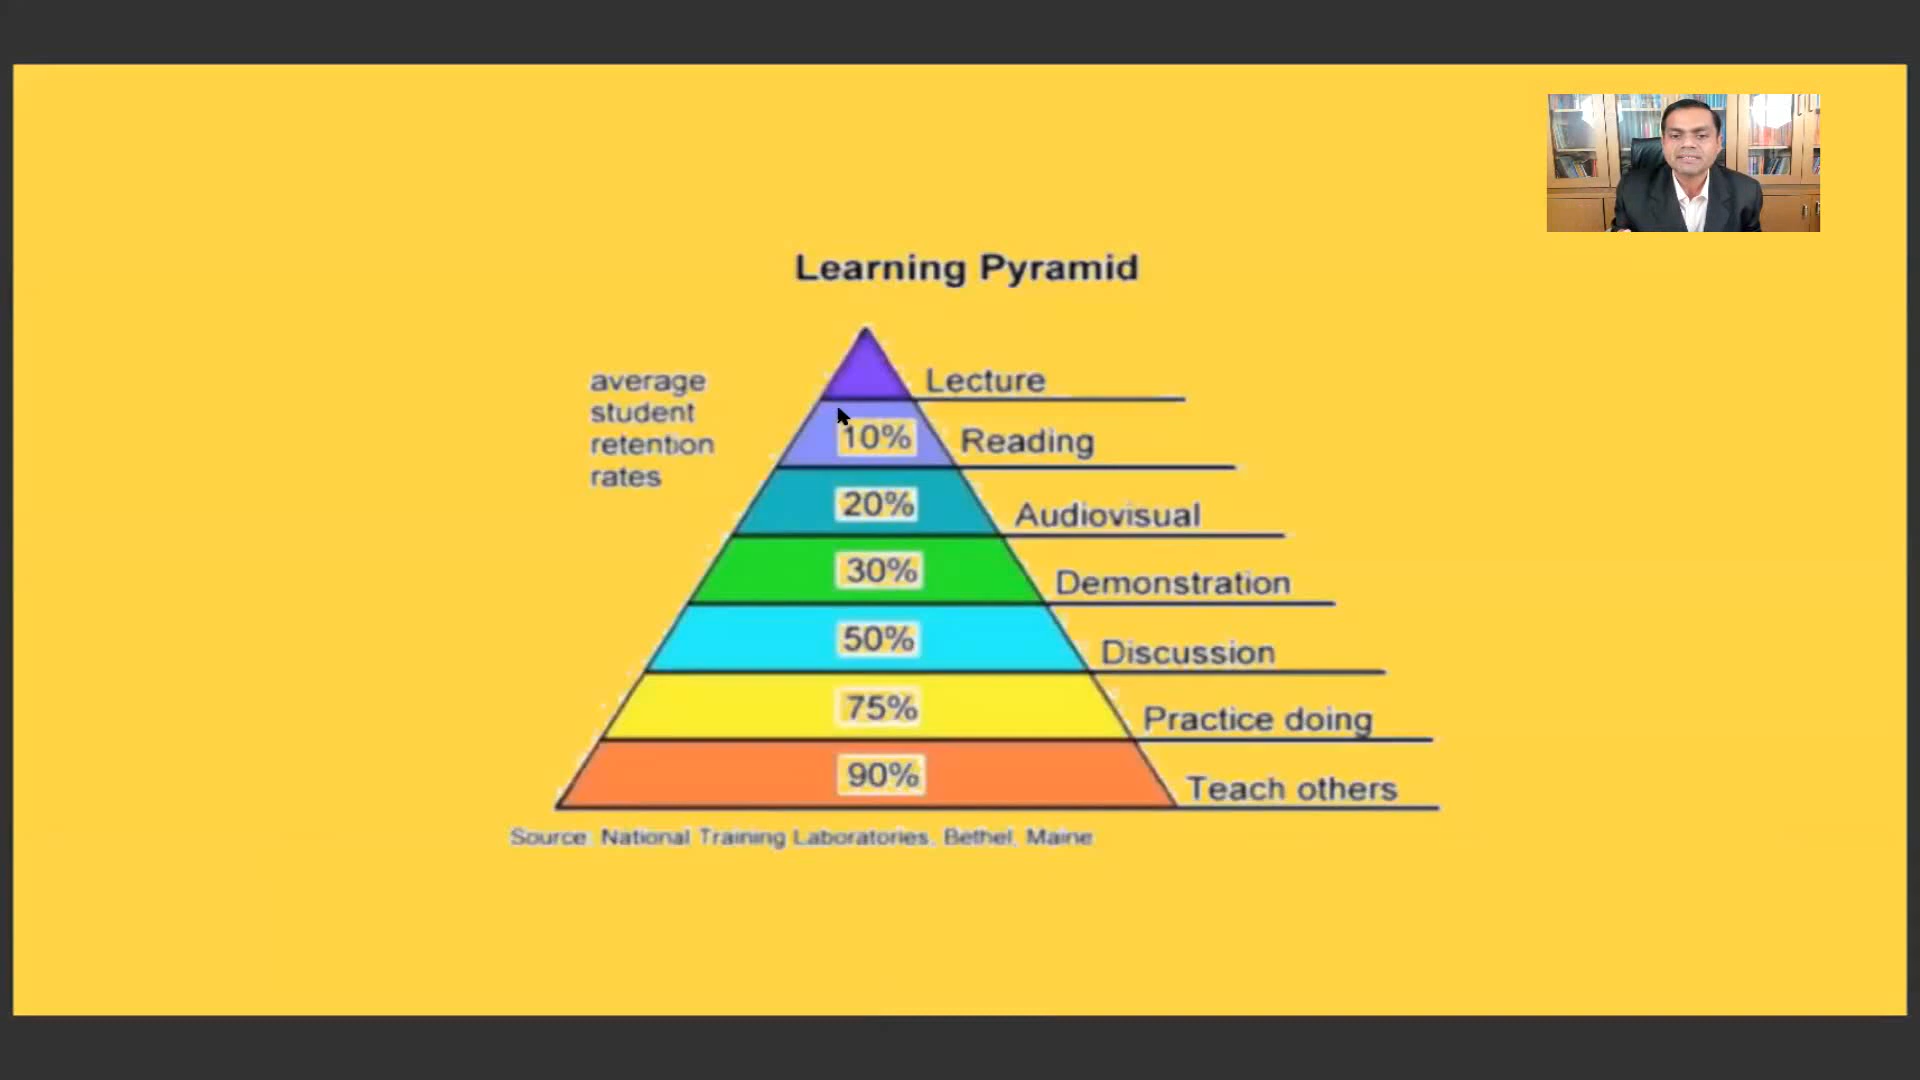 Learning Pyramid
average
student
retention
rates
Lecture
10% Reading
20% Audiovisual
30% Demonstration
50% Discussion
75% Practice doing
90% Teach others
Source: National Training Laboratories, Bethel, Maine